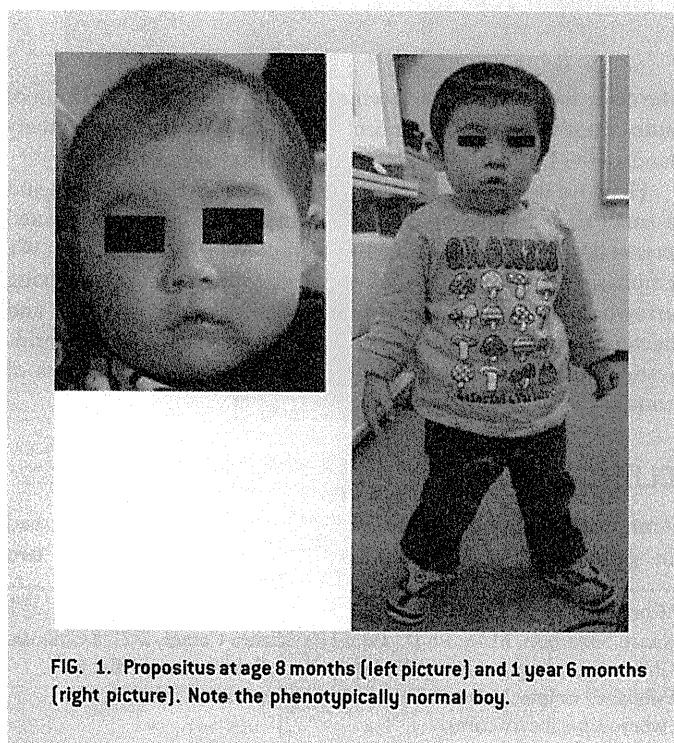 FIG. 1. Propositus at age 8 months (left picture) and 1 year 6 months
(right picture). Note the phenotypically normal boy.